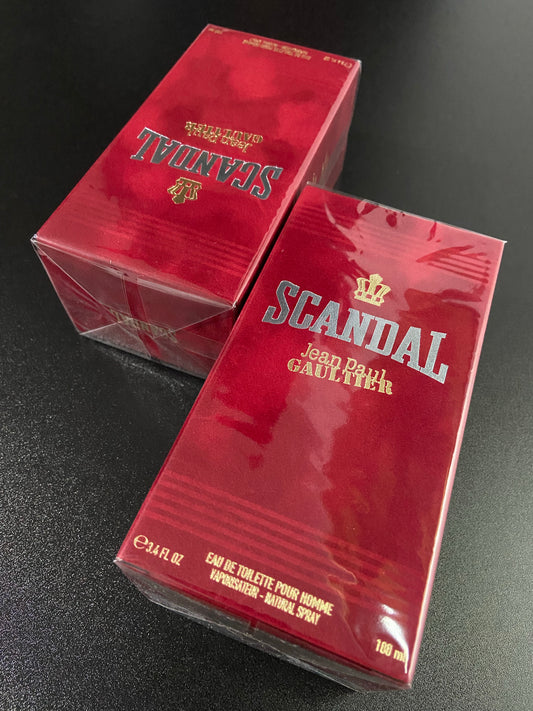 SCANDAL
Jean Paul
GAULTIER
SCANDAL
Jean Paul
GAULTIER
℮3.4 FL OZ
EAU DE TOILETTE POUR HOMME
VAPORISATEUR - NATURAL SPRAY
100 ml